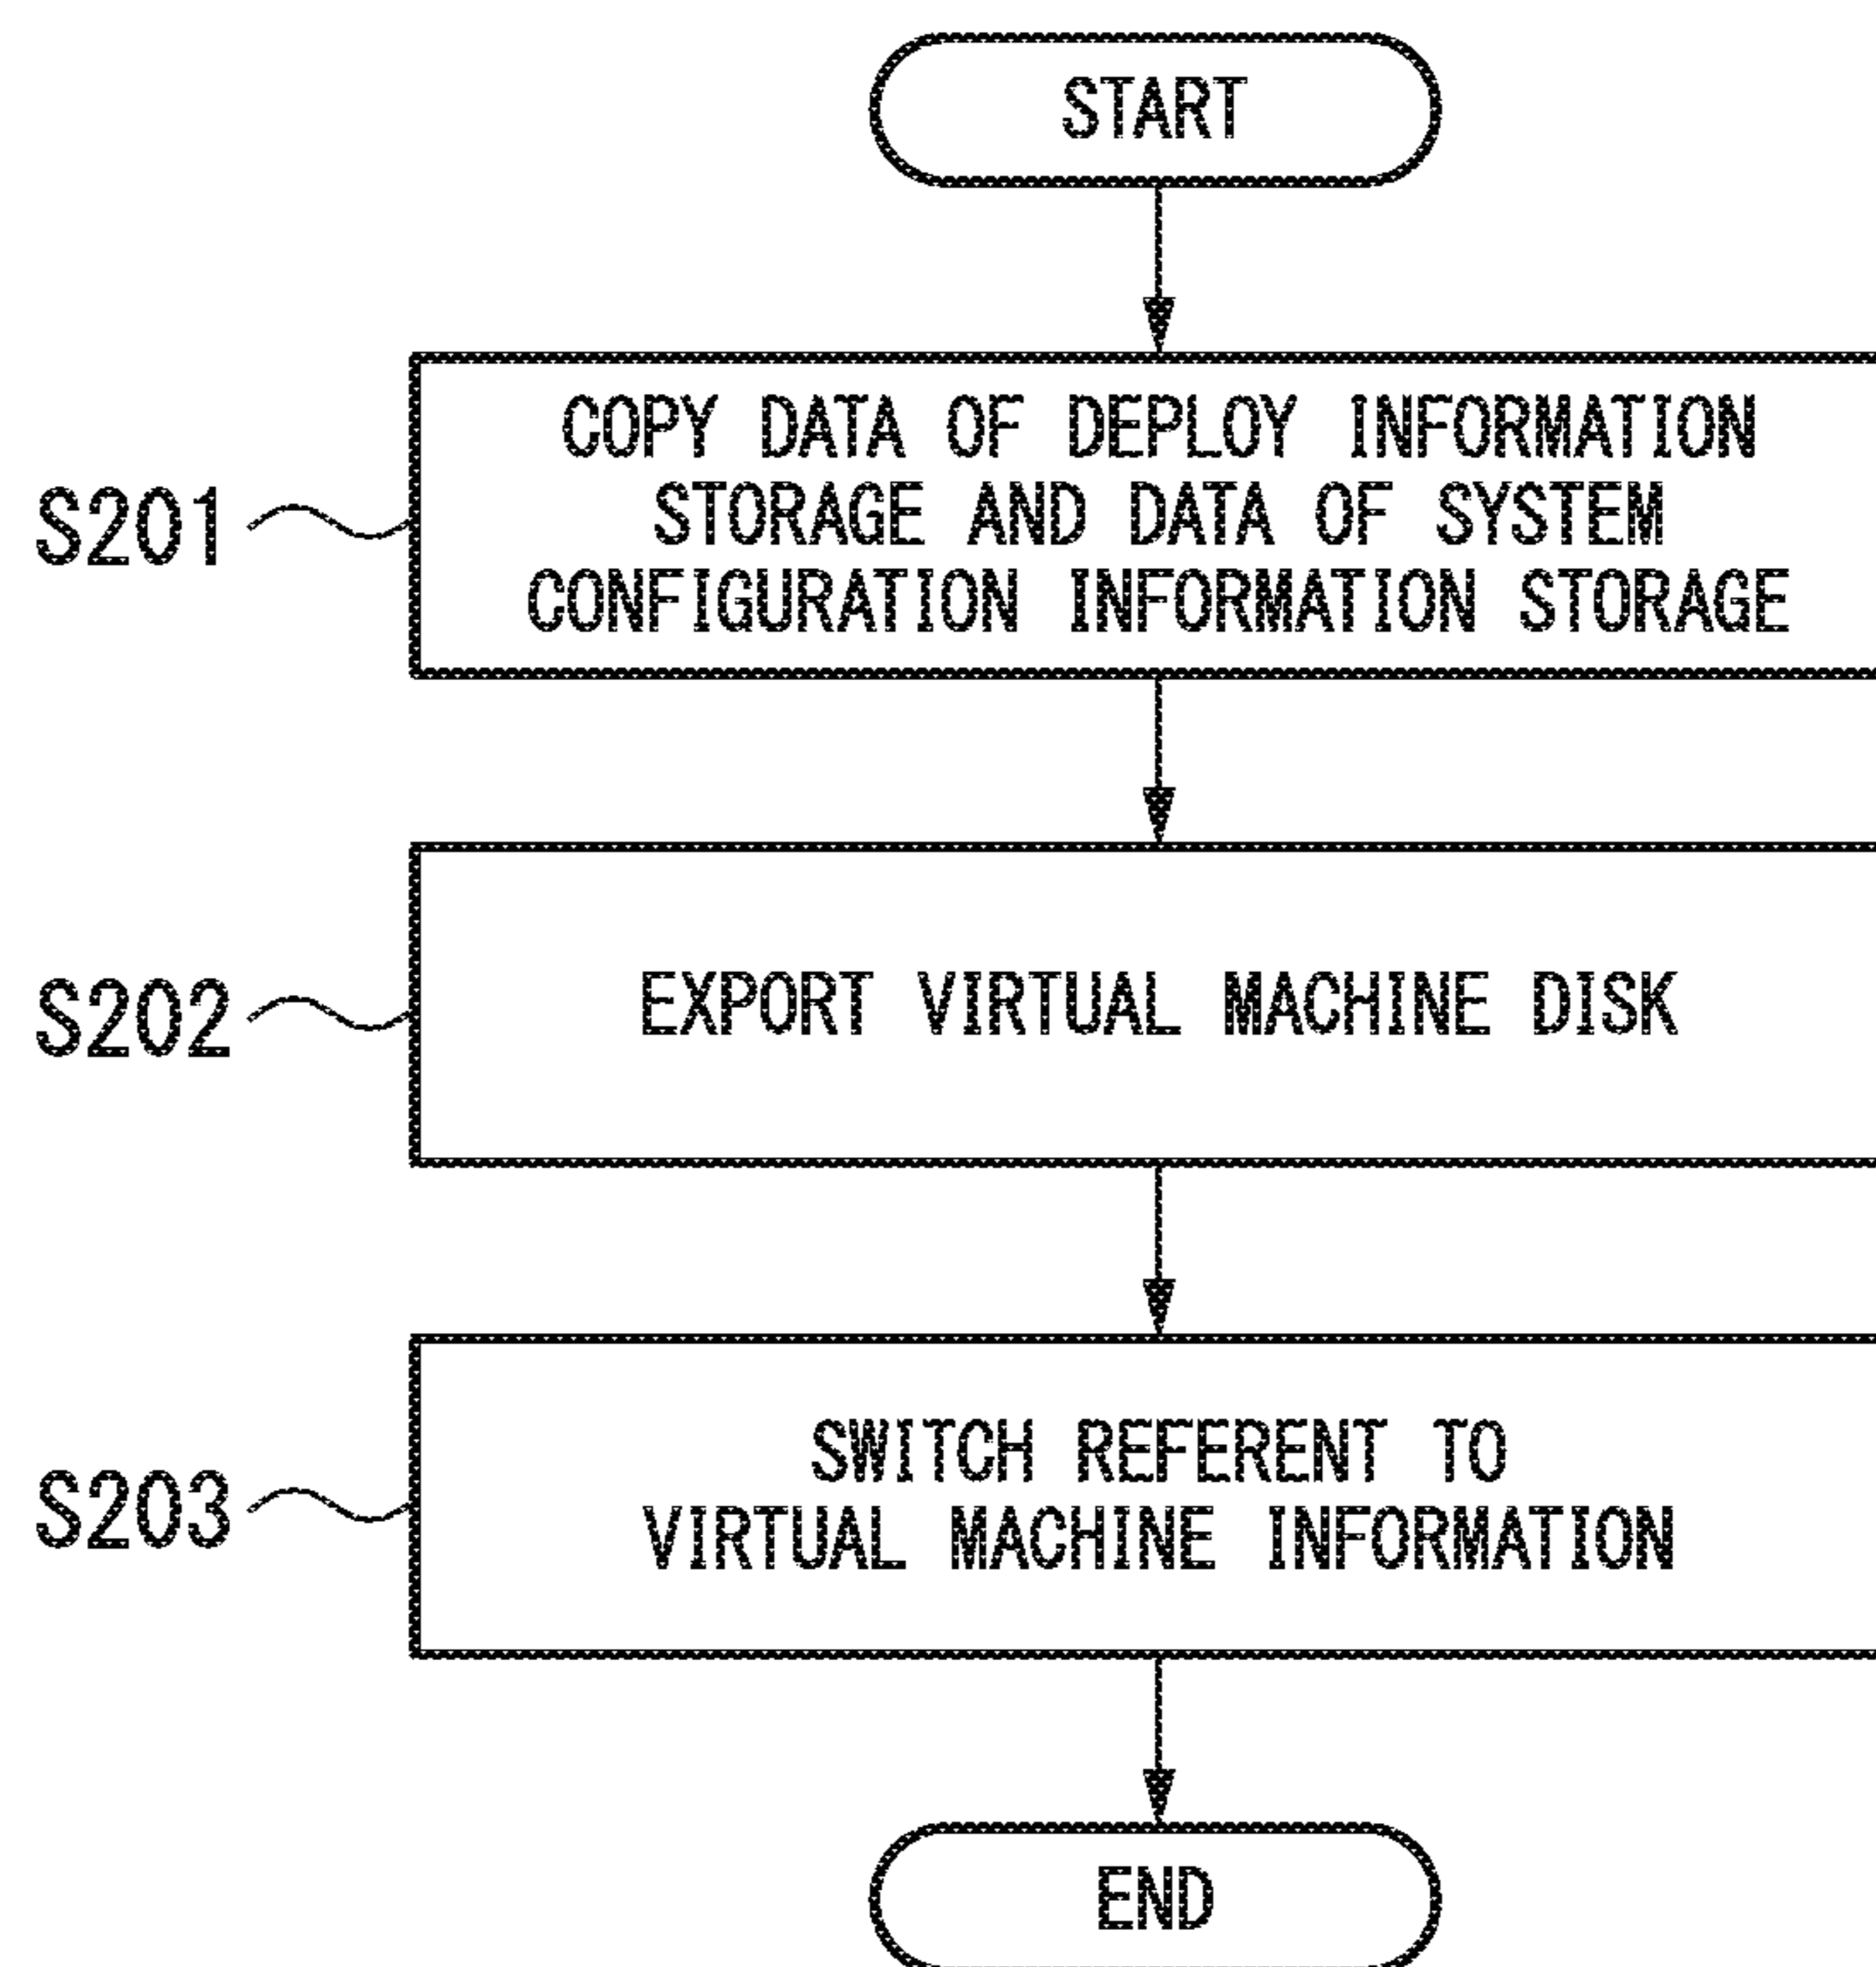 START
S201
COPY DATA OF DEPLOY INFORMATION
STORAGE AND DATA OF SYSTEM
CONFIGURATION INFORMATION STORAGE
S202
EXPORT VIRTUAL MACHINE DISK
S203
SWITCH REFERENT TO
VIRTUAL MACHINE INFORMATION
END